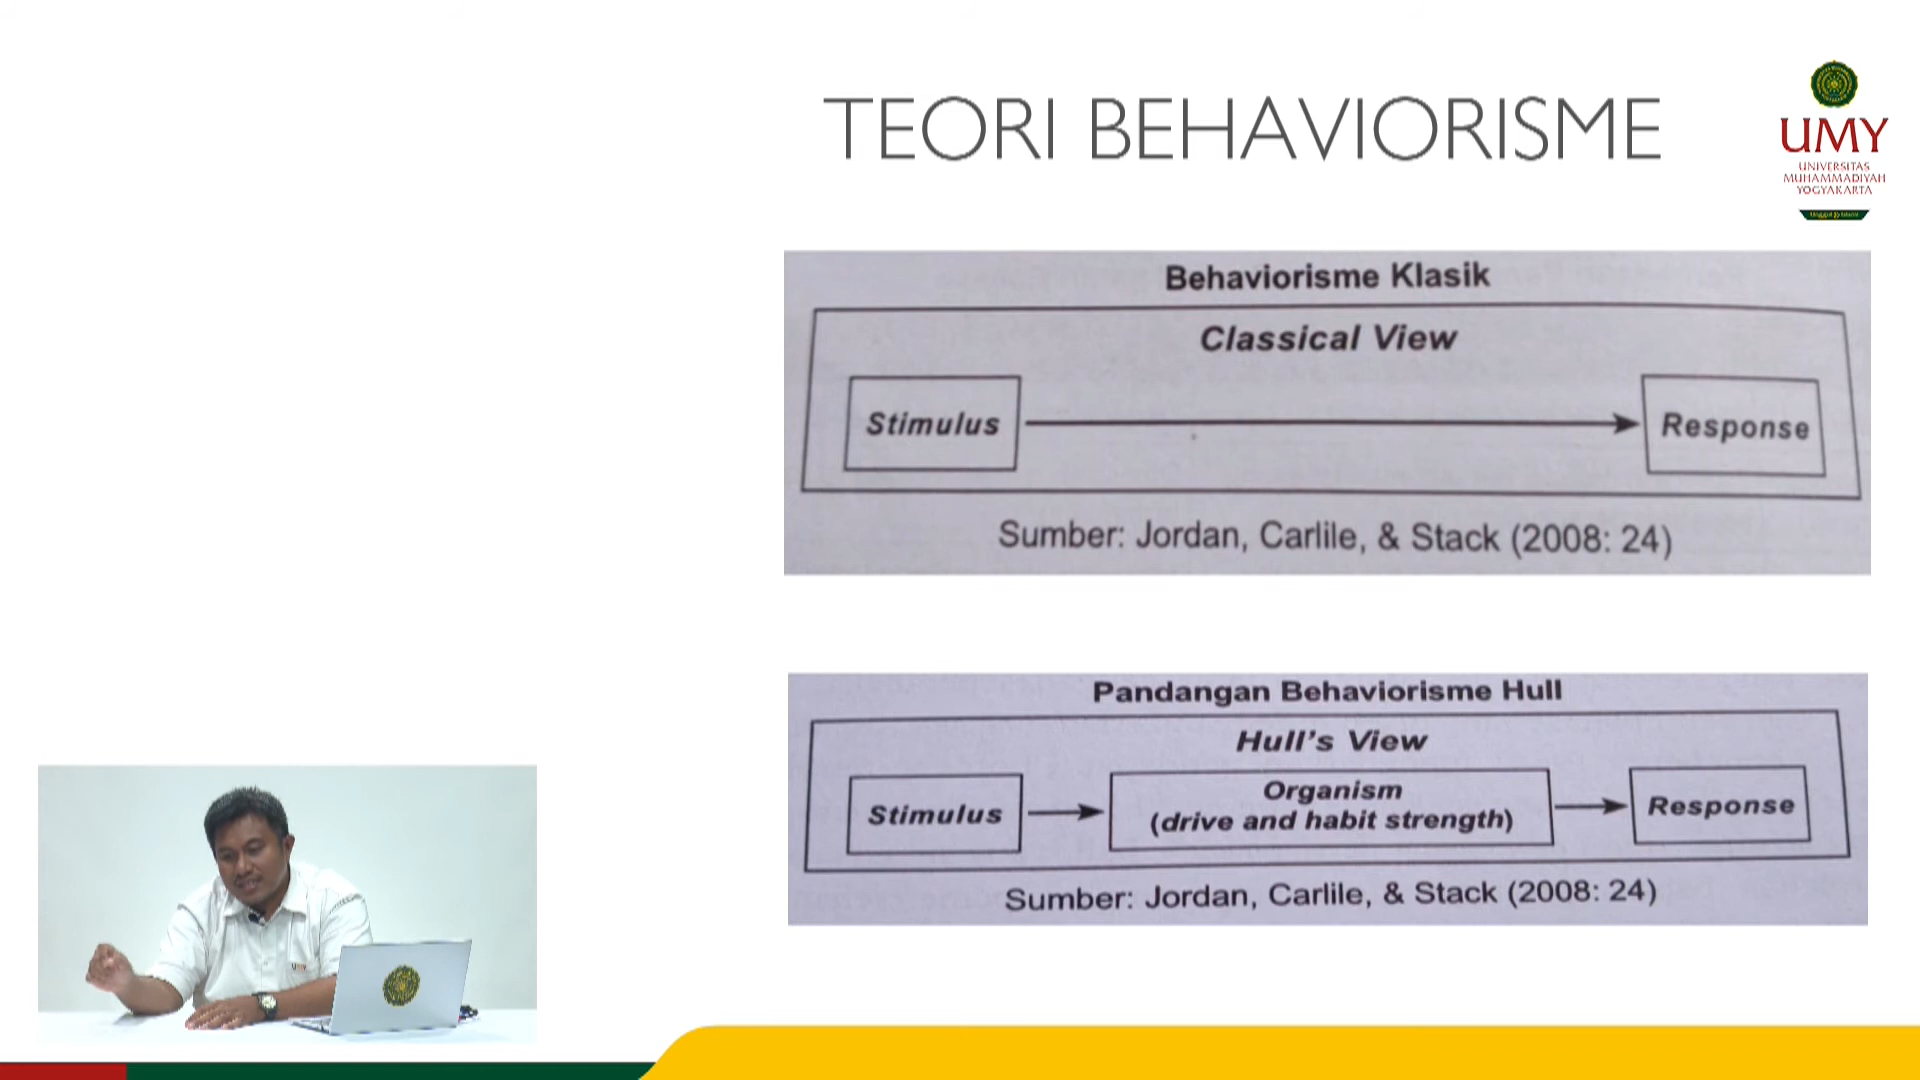 TEORI BEHAVIORISME
UMY
UNIVERSITAS
MUHAMMADIYAH
YOGYAKARTA
Behaviorisme Klasik
Classical View
Stimulus
Response
Sumber: Jordan, Carlile, & Stack (2008: 24)
Pandangan Behaviorisme Hull
Hull's View
Stimulus
Organism
(drive and habit strength)
Response
Sumber: Jordan, Carlile, & Stack (2008: 24)
UMY